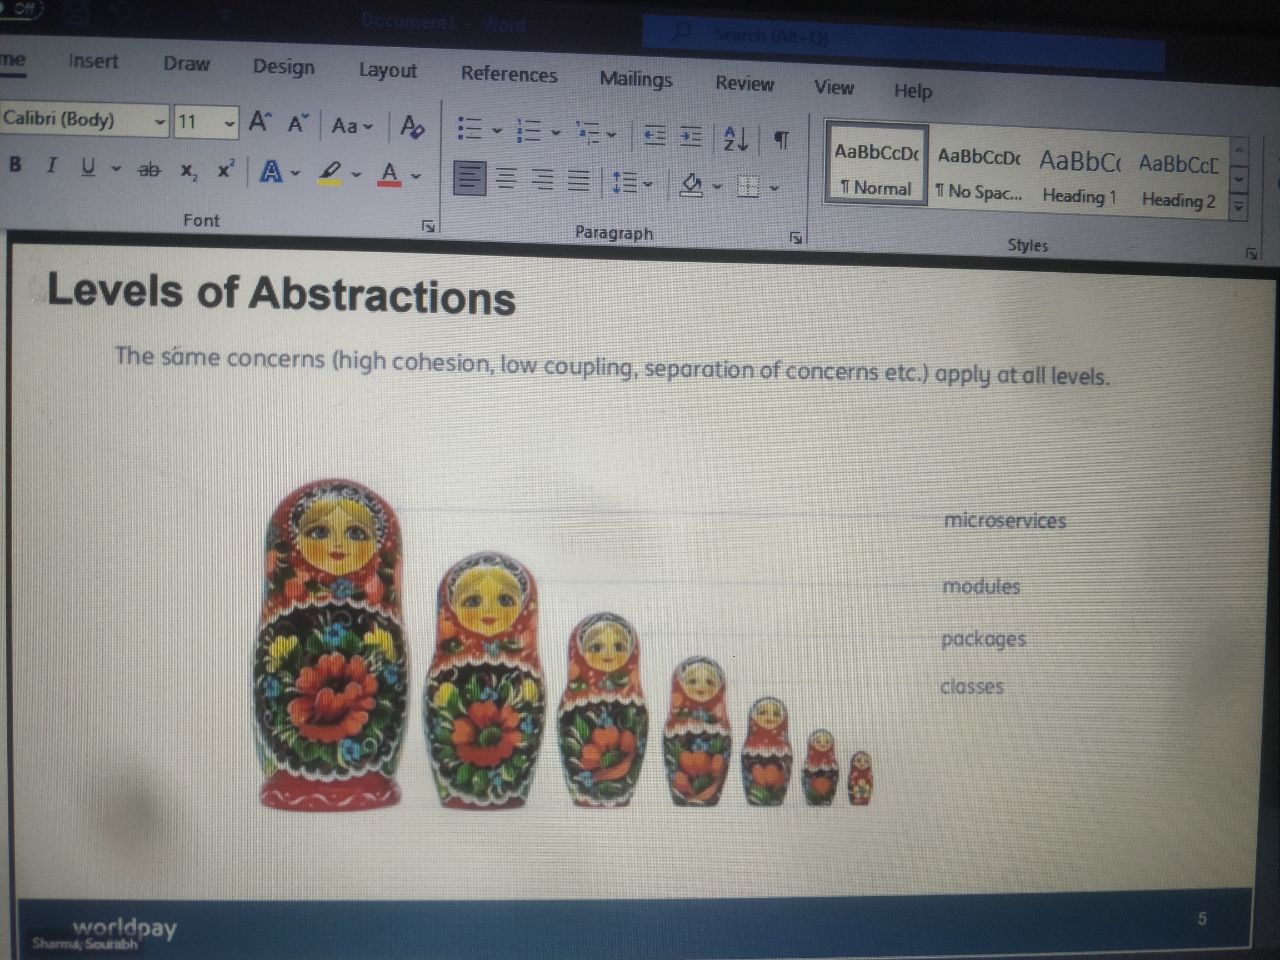 Off
Document1 - Word
Search (Alt+Q)
me Insert Draw Design Layout References Mailings Review View Help
Calibri (Body) 11 A A Aa A
B I U ab x2 x2 A A
AaBbCcDc AaBbCcDc AaBbC( AaBbCcE
¶ Normal ¶ No Spac... Heading 1 Heading 2
Font Paragraph Styles
Levels of Abstractions
The same concerns (high cohesion, low coupling, separation of concerns etc.) apply at all levels.
microservices
modules
packages
classes
worldpay
Sharma, Sourabh
5